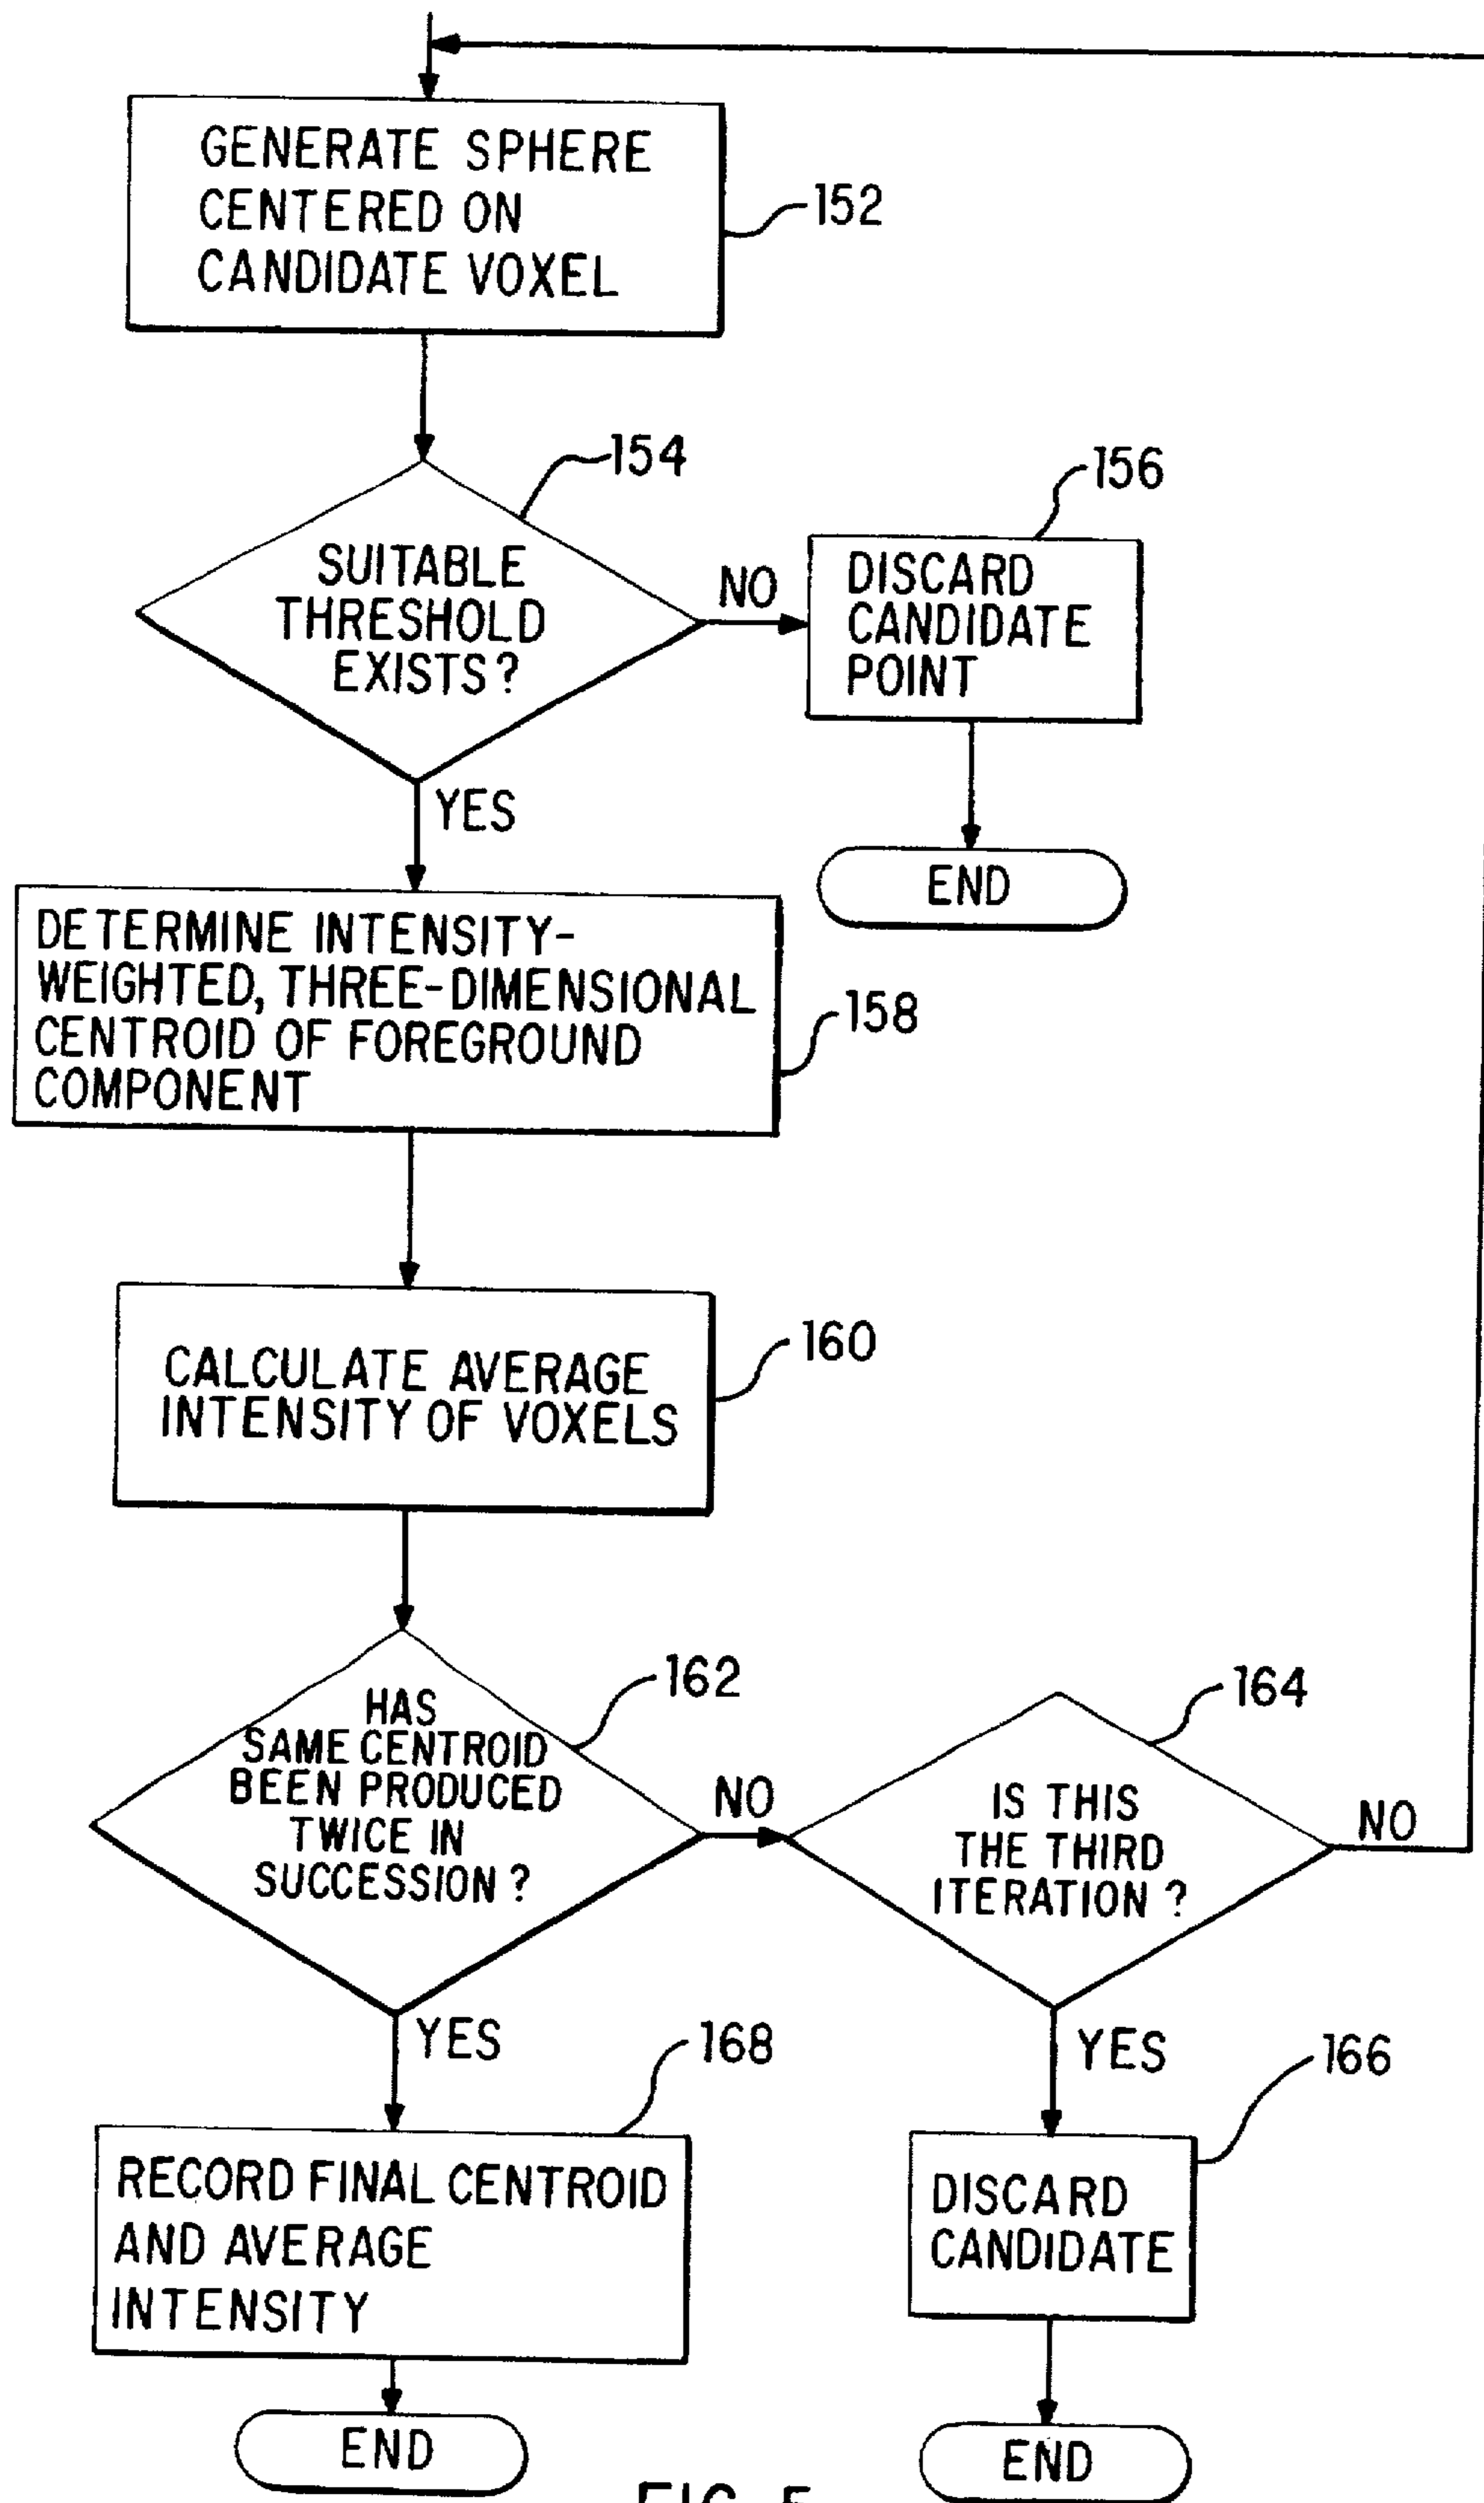 GENERATE SPHERE
CENTERED ON
CANDIDATE VOXEL
152
154
SUITABLE
THRESHOLD
EXISTS?
NO
YES
156
DISCARD
CANDIDATE
POINT
END
DETERMINE INTENSITY-
WEIGHTED, THREE-DIMENSIONAL
CENTROID OF FOREGROUND
COMPONENT
158
CALCULATE AVERAGE
INTENSITY OF VOXELS
160
162
HAS
SAME CENTROID
BEEN PRODUCED
TWICE IN
SUCCESSION ?
NO
YES
164
IS THIS
THE THIRD
ITERATION ?
NO
YES
168
RECORD FINAL CENTROID
AND AVERAGE
INTENSITY
END
166
DISCARD
CANDIDATE
END
FIG. 5